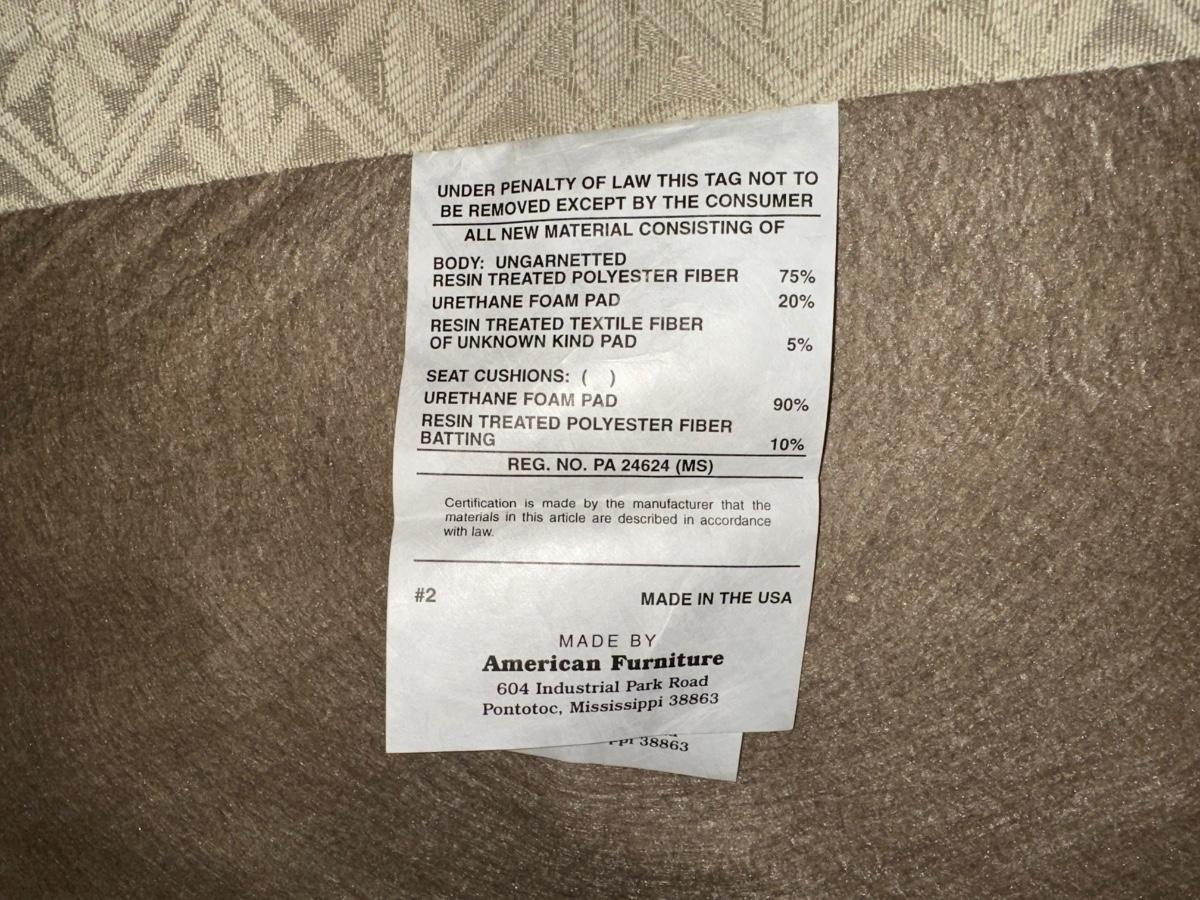 UNDER PENALTY OF LAW THIS TAG NOT TO
BE REMOVED EXCEPT BY THE CONSUMER
ALL NEW MATERIAL CONSISTING OF
BODY: UNGARNETTED
RESIN TREATED POLYESTER FIBER 75%
URETHANE FOAM PAD 20%
RESIN TREATED TEXTILE FIBER
OF UNKNOWN KIND PAD 5%
SEAT CUSHIONS: ( )
URETHANE FOAM PAD 90%
RESIN TREATED POLYESTER FIBER
BATTING 10%
REG. NO. PA 24624 (MS)
Certification is made by the manufacturer that the
materials in this article are described in accordance
with law.
#2 MADE IN THE USA
MADE BY
American Furniture
604 Industrial Park Road
Pontotoc, Mississippi 38863
38863